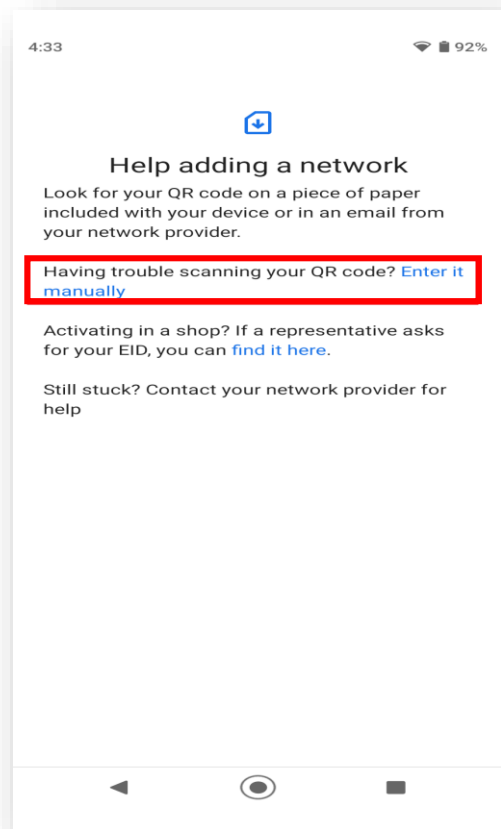 4:33
92%
Help adding a network
Look for your QR code on a piece of paper
included with your device or in an email from
your network provider.
Having trouble scanning your QR code? Enter it
manually
Activating in a shop? If a representative asks
for your EID, you can find it here.
Still stuck? Contact your network provider for
help